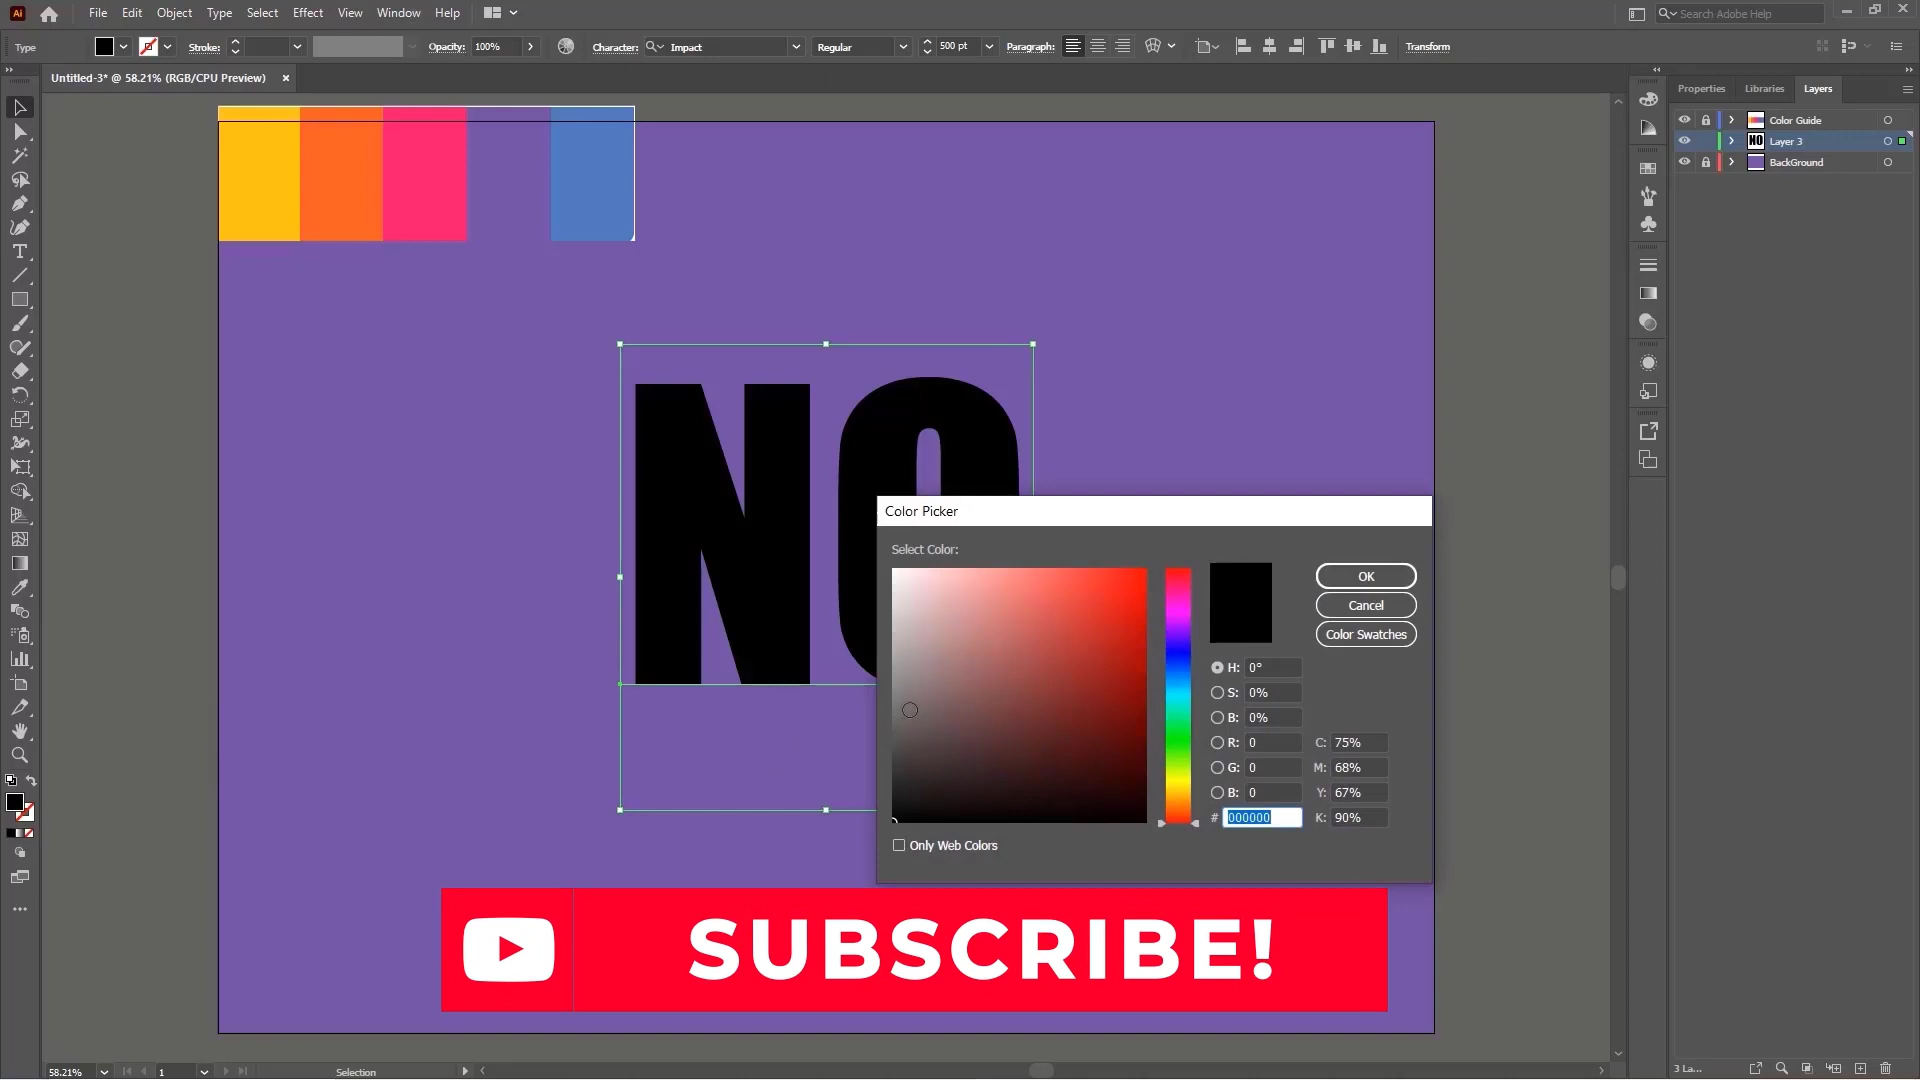 Ai File Edit Object Type Select Effect View Window Help Search Adobe Help
Type Stroke: Opacity: 100% Character: Impact Regular 500 pt Paragraph: Transform
Untitled-3* @ 58.21% (RGB/CPU Preview) ×
Properties Libraries Layers
Color Guide
NO Layer 3
BackGround
NO
Color Picker
Select Color:
OK
Cancel
Color Swatches
H: 0°
S: 0%
B: 0%
R: 0 C: 75%
G: 0 M: 68%
B: 0 Y: 67%
# 000000 K: 90%
Only Web Colors
SUBSCRIBE!
58.21% 1 Selection 3 La...